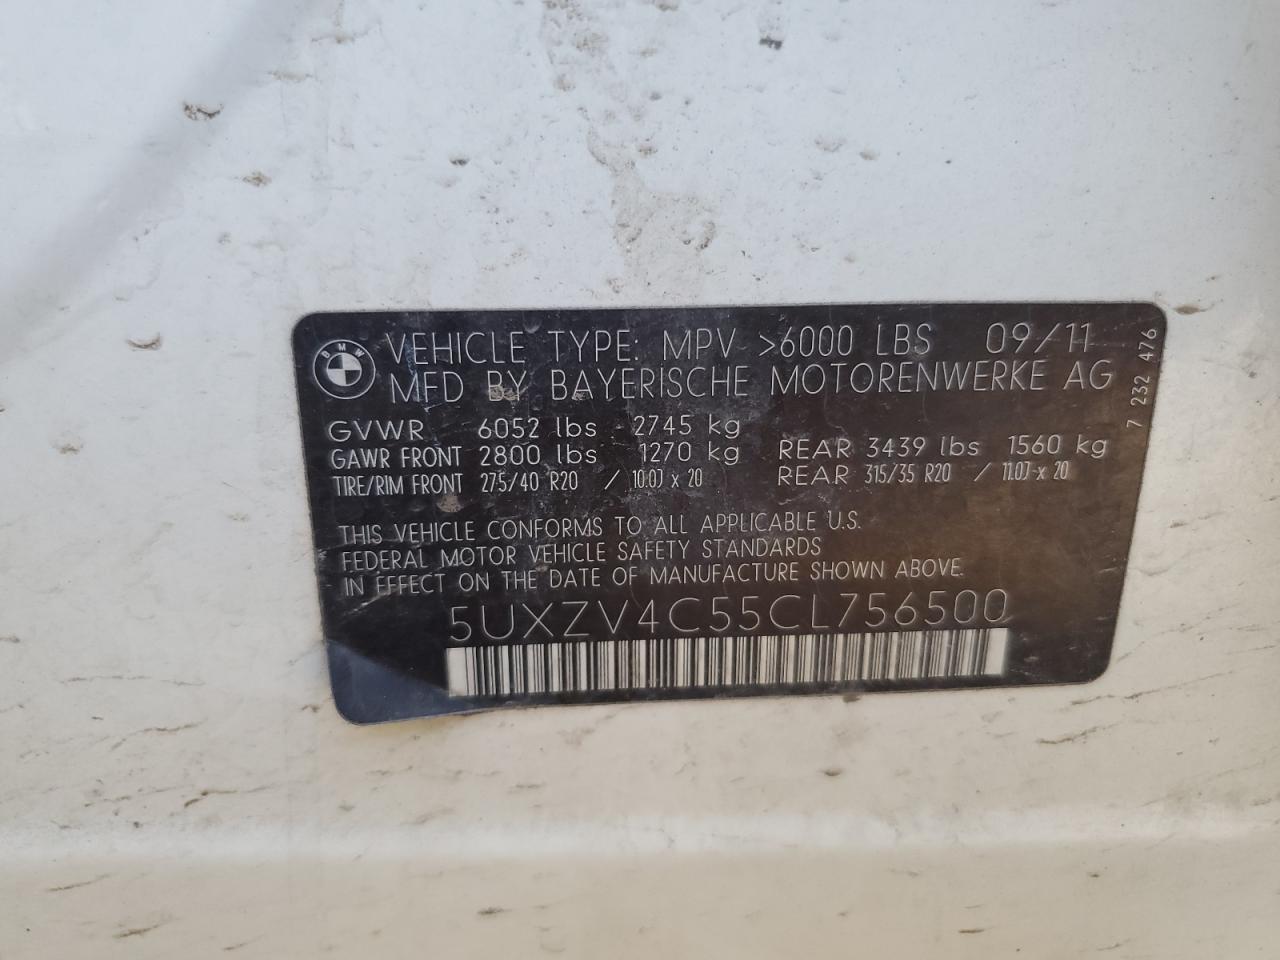 BMW
VEHICLE TYPE: MPV >6000 LBS 09/11
MFD BY BAYERISCHE MOTORENWERKE AG
GVWR 6052 lbs 2745 kg
GAWR FRONT 2800 lbs 1270 kg REAR 3439 lbs 1560 kg
TIRE/RIM FRONT 275/40 R20 / 10.0J x 20 REAR 315/35 R20 / 11.0J x 20
THIS VEHICLE CONFORMS TO ALL APPLICABLE U.S.
FEDERAL MOTOR VEHICLE SAFETY STANDARDS
IN EFFECT ON THE DATE OF MANUFACTURE SHOWN ABOVE.
5UXZV4C55CL756500
7 232 476